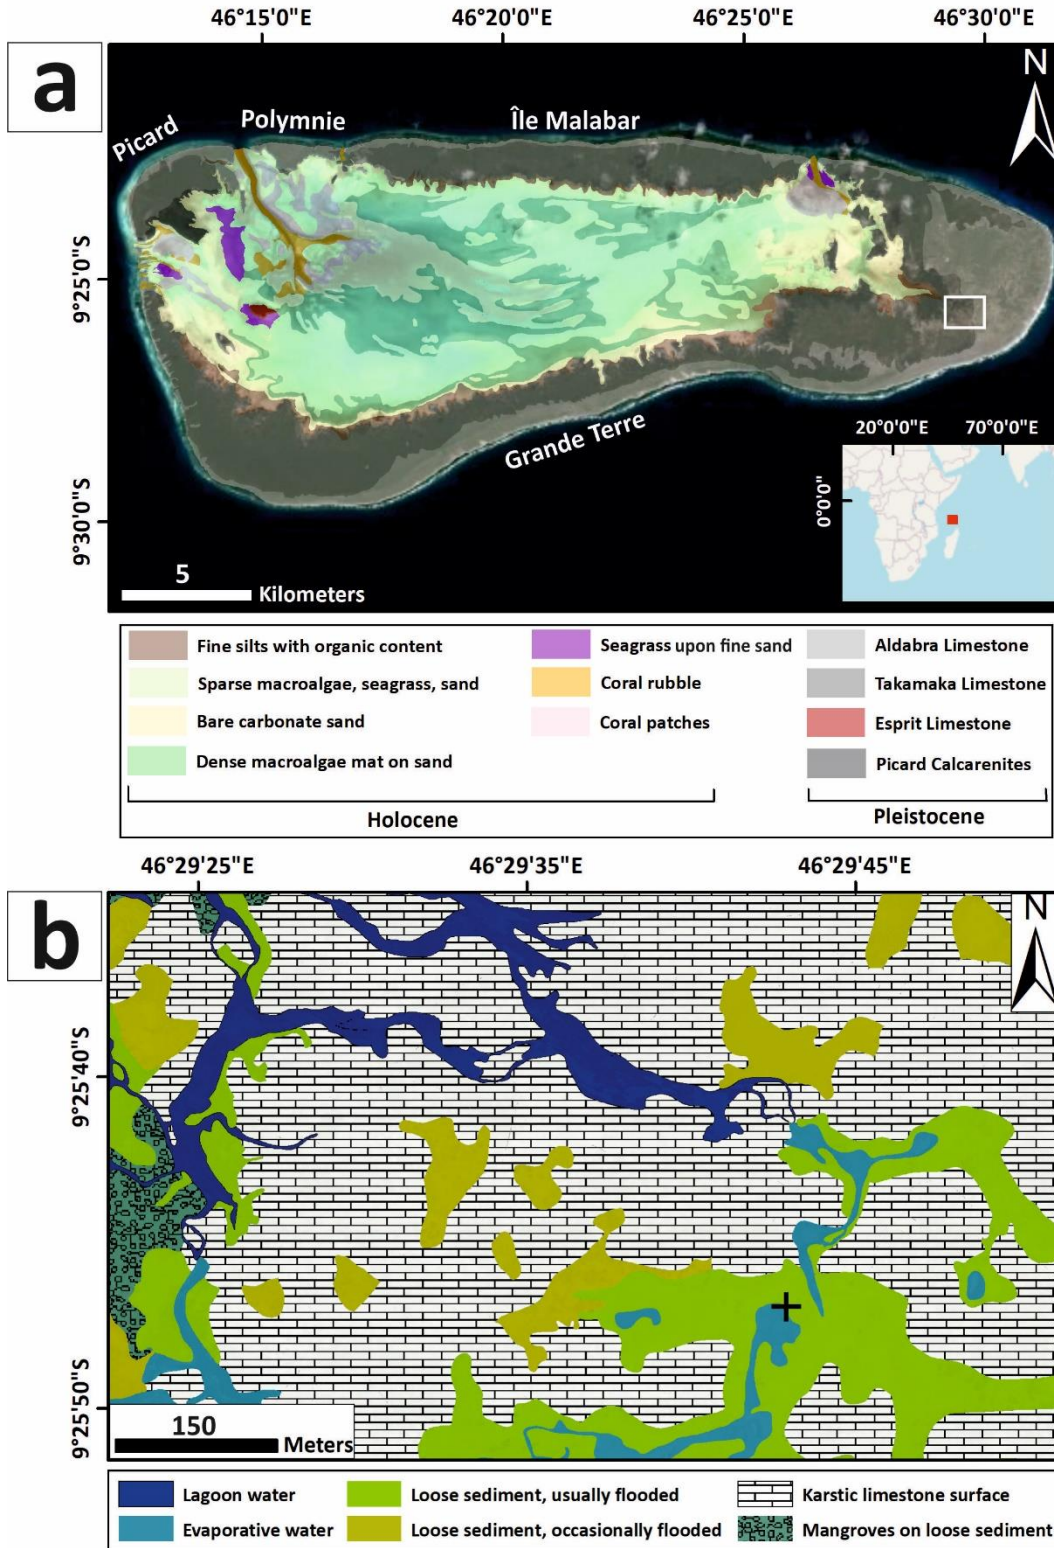 46°15'0"E 46°20'0"E 46°25'0"E 46°30'0"E
a
N
Picard
Polymnie
Île Malabar
9°25'0"S
Grande Terre
20°0'0"E 70°0'0"E
0°0'0"
9°30'0"S
5
Kilometers
Fine silts with organic content
Sparse macroalgae, seagrass, sand
Bare carbonate sand
Dense macroalgae mat on sand
Seagrass upon fine sand
Coral rubble
Coral patches
Aldabra Limestone
Takamaka Limestone
Esprit Limestone
Picard Calcarenites
Holocene
Pleistocene
46°29'25"E 46°29'35"E 46°29'45"E
b
N
9°25'40"S
9°25'50"S
150
Meters
Lagoon water
Evaporative water
Loose sediment, usually flooded
Loose sediment, occasionally flooded
Karstic limestone surface
Mangroves on loose sediment